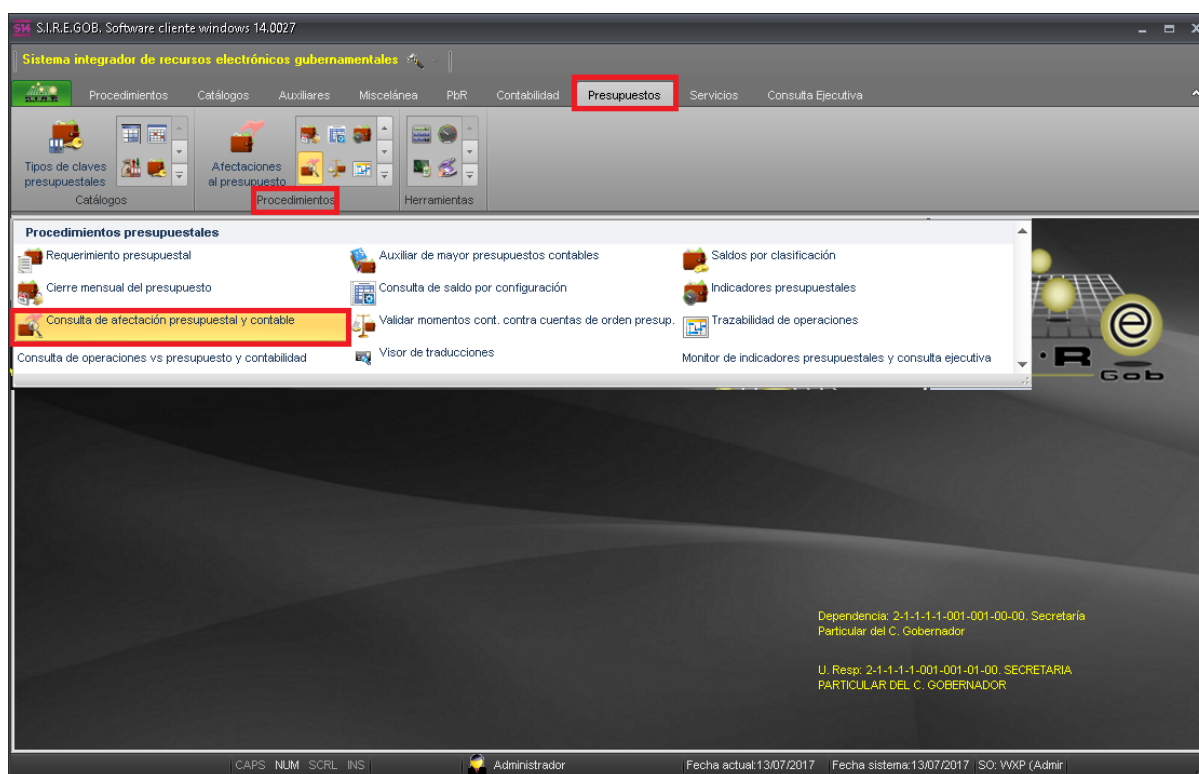 S14 S.I.R.E.GOB. Software cliente windows 14.0027
Sistema integrador de recursos electrónicos gubernamentales
Procedimientos Catálogos Auxiliares Miscelánea PbR Contabilidad Presupuestos Servicios Consulta Ejecutiva
Tipos de claves
presupuestales
Catálogos
Afectaciones
al presupuesto
Procedimientos
Herramientas
Procedimientos presupuestales
Requerimiento presupuestal
Auxiliar de mayor presupuestos contables
Saldos por clasificación
Cierre mensual del presupuesto
Consulta de saldo por configuración
Indicadores presupuestales
Consulta de afectación presupuestal y contable
Validar momentos cont. contra cuentas de orden presup.
Trazabilidad de operaciones
Consulta de operaciones vs presupuesto y contabilidad
Visor de traducciones
Monitor de indicadores presupuestales y consulta ejecutiva
e
·R
Gob
Dependencia: 2-1-1-1-1-001-001-00-00. Secretaría
Particular del C. Gobernador
U. Resp: 2-1-1-1-1-001-001-01-00. SECRETARIA
PARTICULAR DEL C. GOBERNADOR
CAPS NUM SCRL INS Administrador Fecha actual:13/07/2017 Fecha sistema:13/07/2017 SO: WXP (Admir